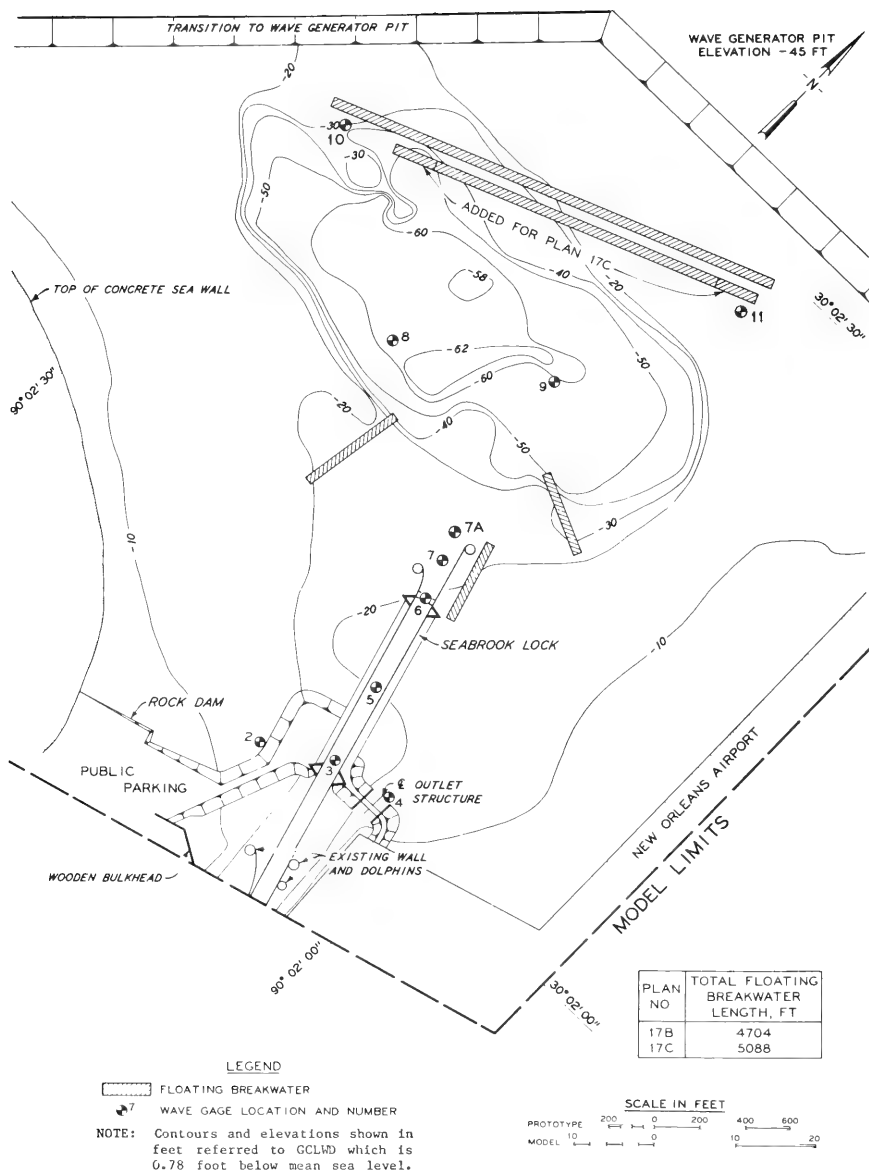 TRANSITION TO WAVE GENERATOR PIT
WAVE GENERATOR PIT
ELEVATION -45 FT
-N-
-20
-30
10
-30
-50
-60
ADDED FOR PLAN 17C
-40
-20
-58
11
30° 02' 30"
TOP OF CONCRETE SEA WALL
8
-62
-60
9
-50
90° 02' 30"
-20
-40
-50
-30
7A
7
-10
6
-20
SEABROOK LOCK
-10
5
ROCK DAM
2
3
PUBLIC
PARKING
℄ OUTLET
STRUCTURE
4
NEW ORLEANS AIRPORT
MODEL LIMITS
EXISTING WALL
AND DOLPHINS
WOODEN BULKHEAD
90° 02' 00"
30° 02' 00"
PLAN NO TOTAL FLOATING BREAKWATER LENGTH, FT
17B 4704
17C 5088
LEGEND
FLOATING BREAKWATER
7 WAVE GAGE LOCATION AND NUMBER
NOTE: Contours and elevations shown in
feet referred to GCLWD which is
0.78 foot below mean sea level.
SCALE IN FEET
PROTOTYPE 200 0 200 400 600
MODEL 10 0 10 20